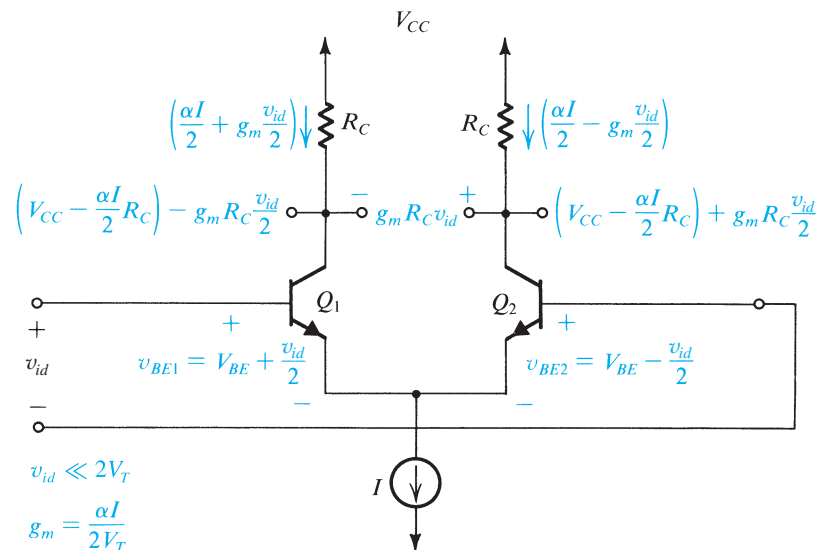 V_CC
(αI/2 + g_m v_id/2)↓ R_C
R_C ↓(αI/2 − g_m v_id/2)
(V_CC − αI/2 R_C) − g_m R_C v_id/2
− g_m R_C v_id +
(V_CC − αI/2 R_C) + g_m R_C v_id/2
Q_1
Q_2
+
v_id
−
+
v_BE1 = V_BE + v_id/2
−
+
v_BE2 = V_BE − v_id/2
−
v_id ≪ 2V_T
I
g_m = αI/2V_T